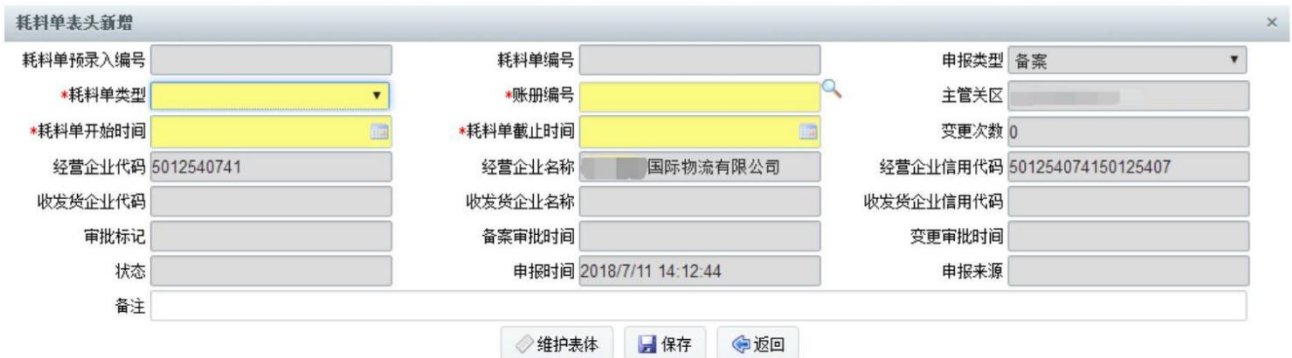 耗料单表头新增 ×
耗料单预录入编号 耗料单编号 申报类型 备案
*耗料单类型 *账册编号 主管关区
*耗料单开始时间 *耗料单截止时间 变更次数 0
经营企业代码 5012540741 经营企业名称 国际物流有限公司 经营企业信用代码 501254074150125407
收发货企业代码 收发货企业名称 收发货企业信用代码
审批标记 备案审批时间 变更审批时间
状态 申报时间 2018/7/11 14:12:44 申报来源
备注
维护表体 保存 返回